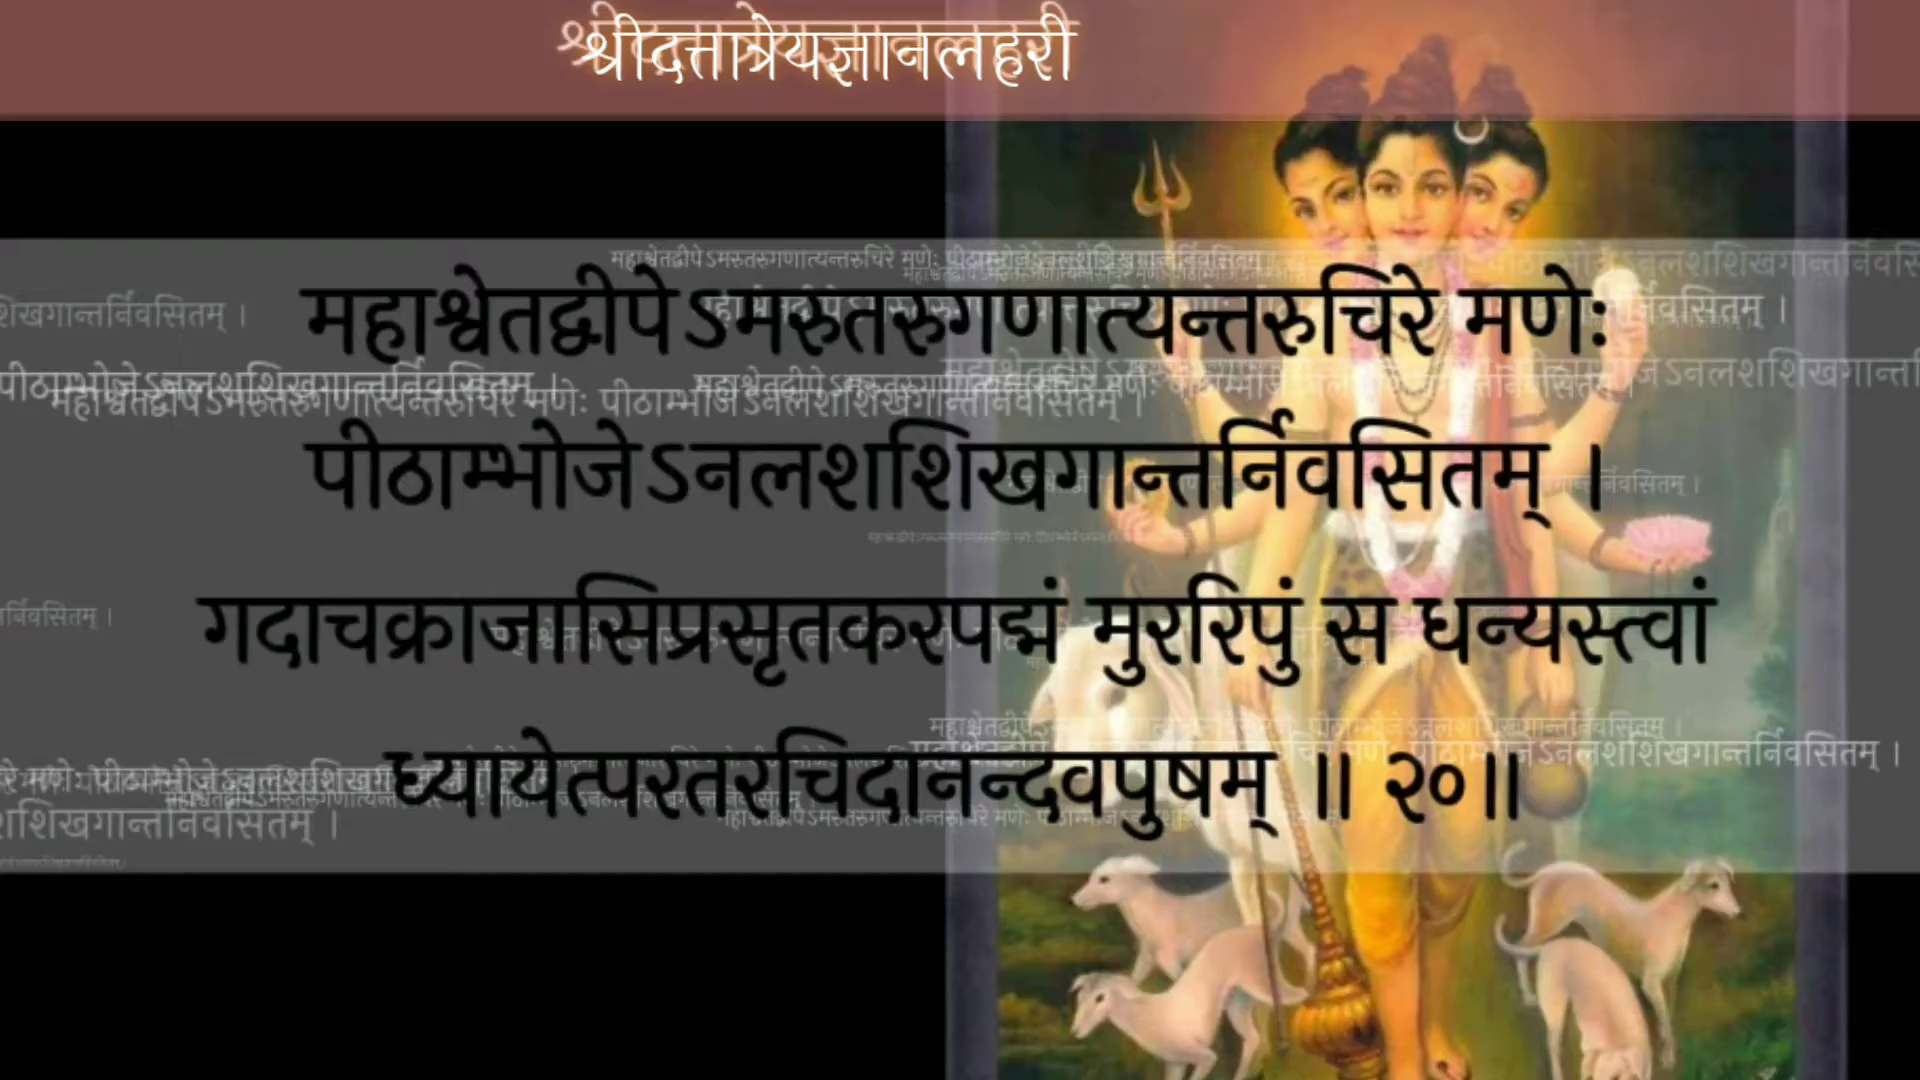 श्रीदत्तात्रेयज्ञानलहरी
महाश्वेतद्वीपेऽमरुतरुगणात्यन्तरुचिरे मणेः
पीठाम्भोजेऽनलशशिखगान्तर्निवसितम् ।
गदाचक्राजासिप्रसृतकरपद्मं मुररिपुं स धन्यस्त्वां
ध्यायेत्परतरचिदानन्दवपुषम् ॥ २०॥